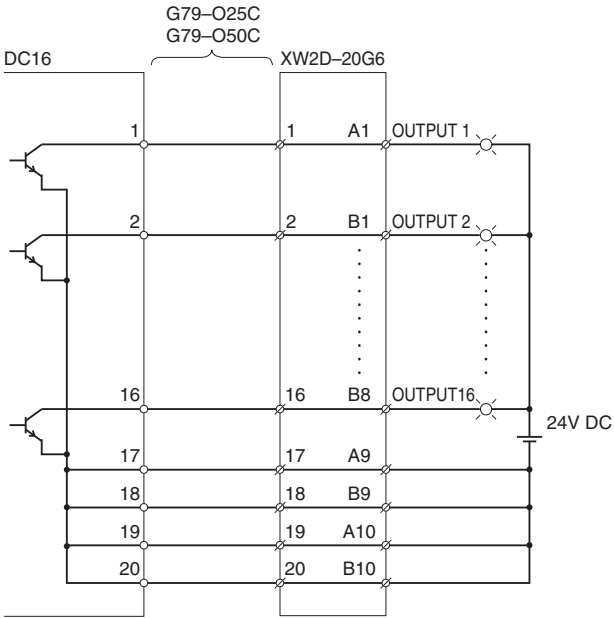 G79–O25C
G79–O50C
DC16 XW2D–20G6
1 1 A1 OUTPUT 1
2 2 B1 OUTPUT 2
16 16 B8 OUTPUT16
24V DC
17 17 A9
18 18 B9
19 19 A10
20 20 B10